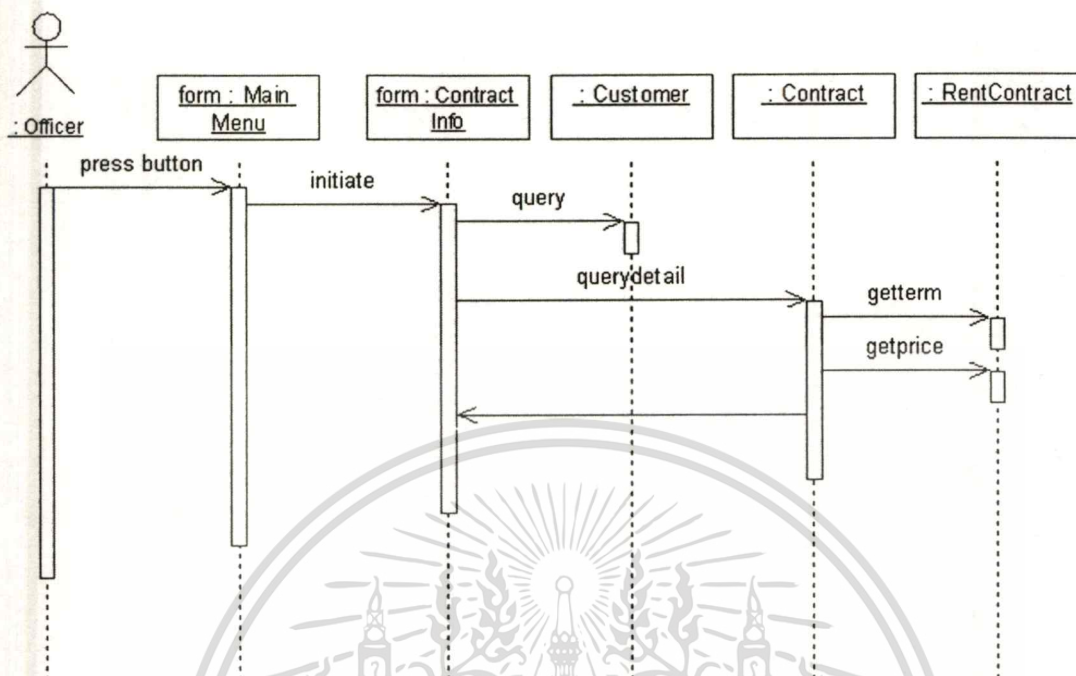 : Officer
form : Main
Menu
form : Contract
Info
: Customer
: Contract
: RentContract
press button
initiate
query
querydetail
getterm
getprice